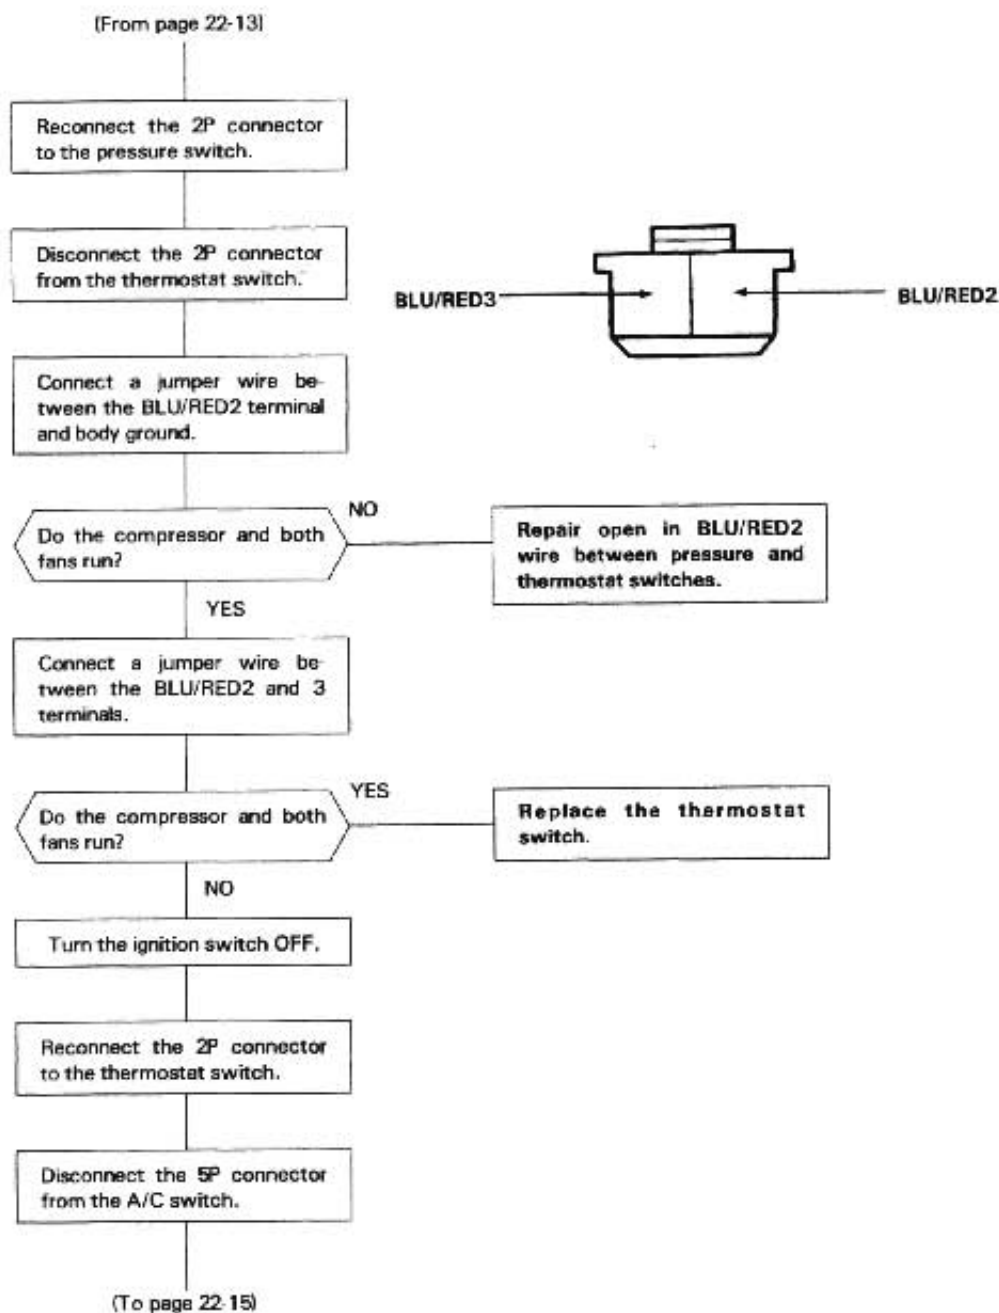 (From page 22-13)
Reconnect the 2P connector
to the pressure switch.
Disconnect the 2P connector
from the thermostat switch.
BLU/RED3
BLU/RED2
Connect a jumper wire be-
tween the BLU/RED2 terminal
and body ground.
Do the compressor and both
fans run?
NO
Repair open in BLU/RED2
wire between pressure and
thermostat switches.
YES
Connect a jumper wire be-
tween the BLU/RED2 and 3
terminals.
Do the compressor and both
fans run?
YES
Replace the thermostat
switch.
NO
Turn the ignition switch OFF.
Reconnect the 2P connector
to the thermostat switch.
Disconnect the 5P connector
from the A/C switch.
(To page 22-15)